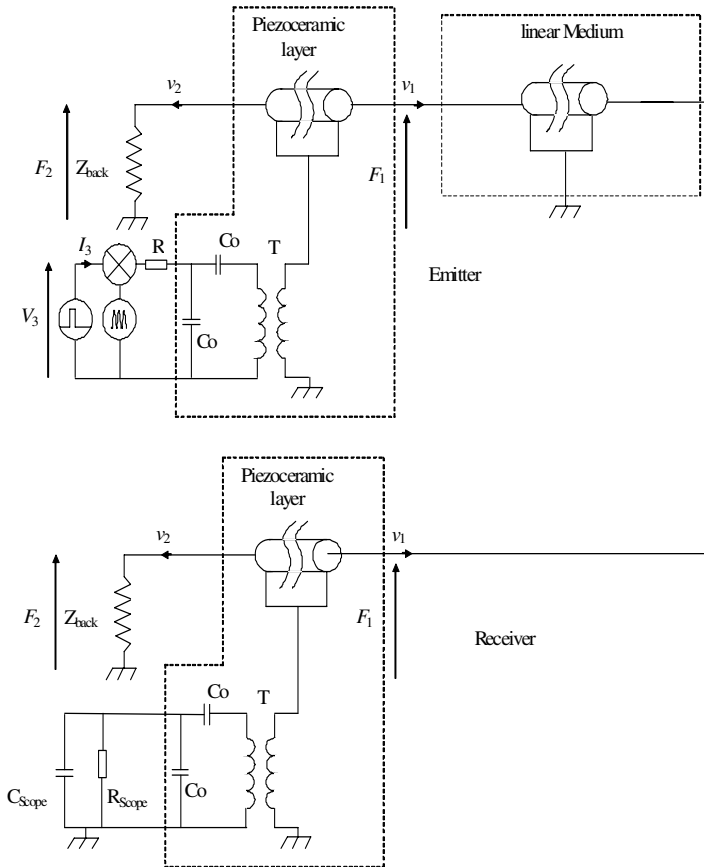 Piezoceramic
layer
linear Medium
v2
v1
F2
Zback
F1
I3
R
Co
T
V3
Co
Emitter
Piezoceramic
layer
v2
v1
F2
Zback
F1
Receiver
Co
T
CScope
RScope
Co